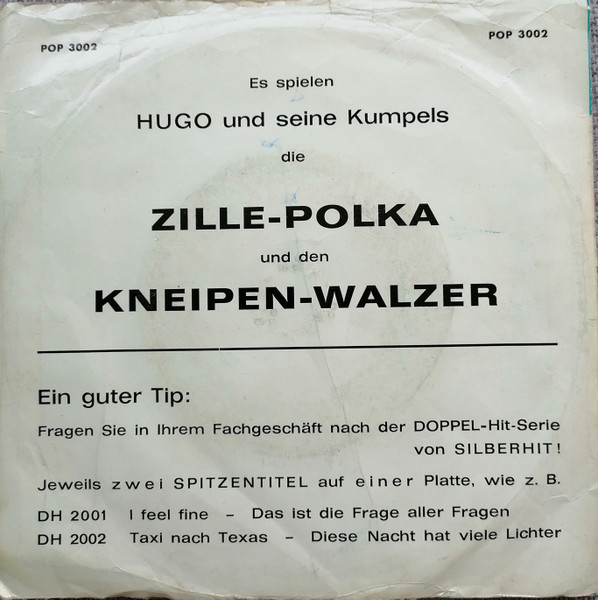 POP 3002 POP 3002
Es spielen
HUGO und seine Kumpels
die
ZILLE-POLKA
und den
KNEIPEN-WALZER
Ein guter Tip:
Fragen Sie in Ihrem Fachgeschäft nach der DOPPEL-Hit-Serie
von SILBERHIT!
Jeweils zwei SPITZENTITEL auf einer Platte, wie z. B.
DH 2001 I feel fine – Das ist die Frage aller Fragen
DH 2002 Taxi nach Texas – Diese Nacht hat viele Lichter